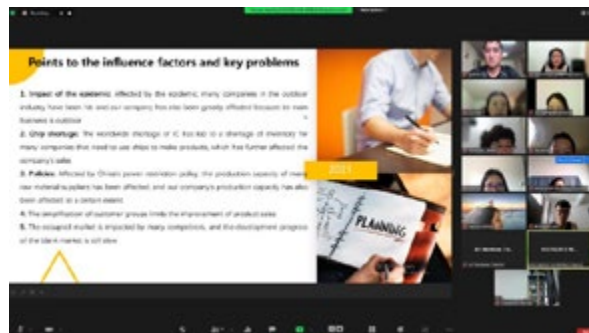 Points to the influence factors and key problems
1. Impact of the epidemic: affected by the epidemic, many companies in the outdoor
industry have been hit, and our company has also been greatly affected because its main
business is outdoor
2. Chip shortage: The worldwide shortage of IC has led to a shortage of inventory for
many companies that need to use chips to make products, which has further affected the
company's sales
3. Policies: Affected by China's power restriction policy, the production capacity of many
raw material suppliers has been affected, and our company's production capacity has also
been affected to a certain extent
4. The simplification of customer groups limits the improvement of product sales
5. The occupied market is impacted by many competitors, and the development progress
of the blank market is still slow
2021
PLANNING